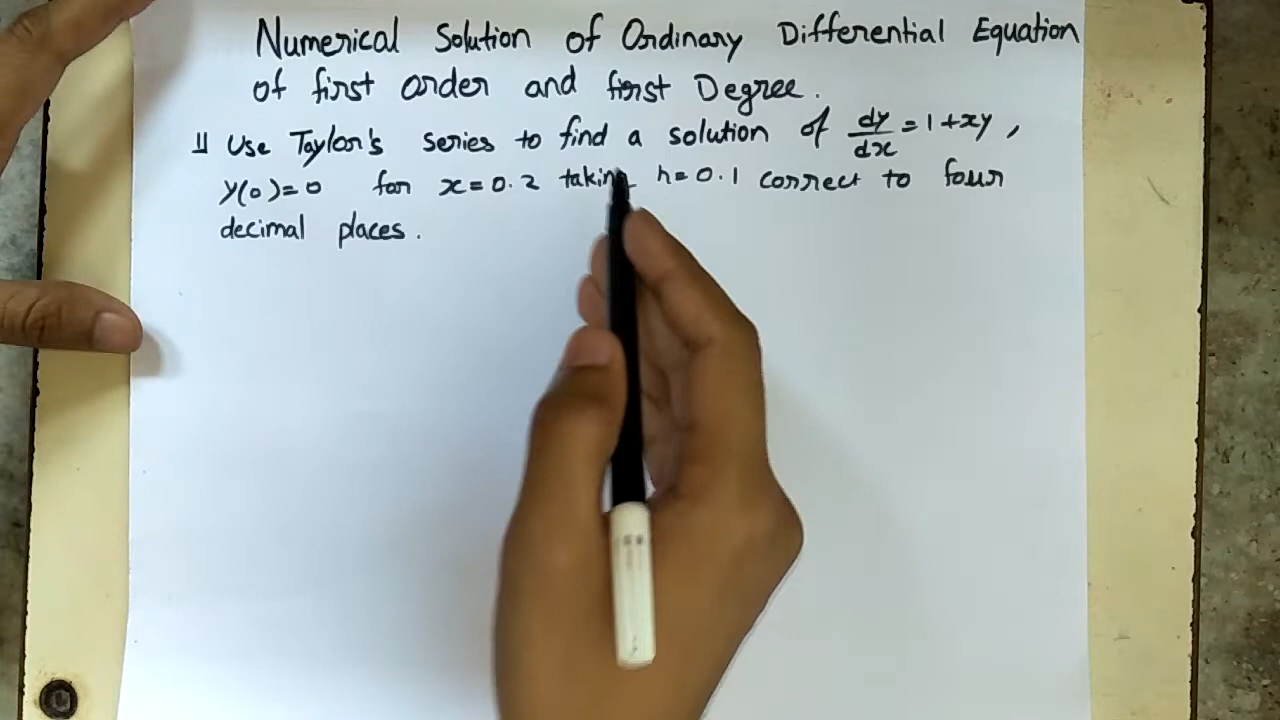 Numerical Solution of Ordinary Differential Equation
of first order and first Degree.
1] Use Taylor's series to find a solution of dy/dx = 1+xy,
y(0)=0 for x=0.2 taking h=0.1 correct to four
decimal places.